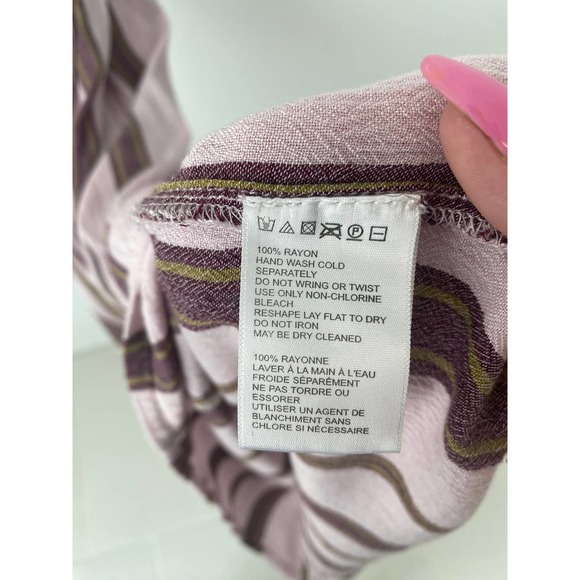 100% RAYON
HAND WASH COLD
SEPARATELY
DO NOT WRING OR TWIST
USE ONLY NON-CHLORINE
BLEACH
RESHAPE LAY FLAT TO DRY
DO NOT IRON
MAY BE DRY CLEANED
100% RAYONNE
LAVER À LA MAIN À L'EAU
FROIDE SÉPARÉMENT
NE PAS TORDRE OU
ESSORER
UTILISER UN AGENT DE
BLANCHIMENT SANS
CHLORE SI NÉCESSAIRE